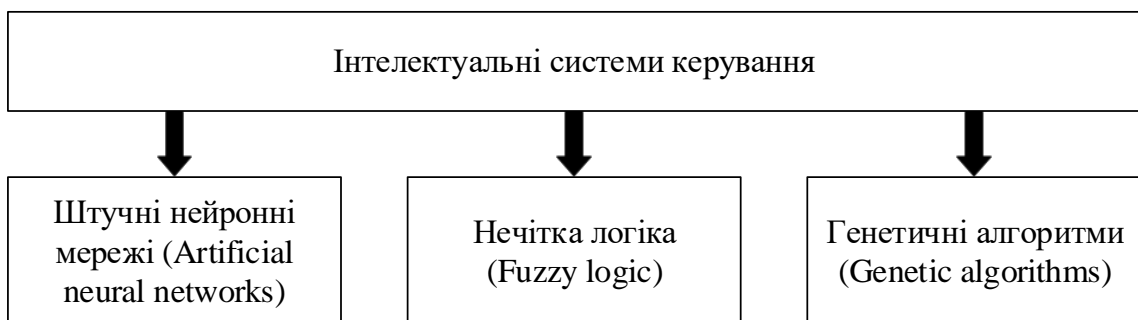 Інтелектуальні системи керування
Штучні нейронні
мережі (Artificial
neural networks)
Нечітка логіка
(Fuzzy logic)
Генетичні алгоритми
(Genetic algorithms)